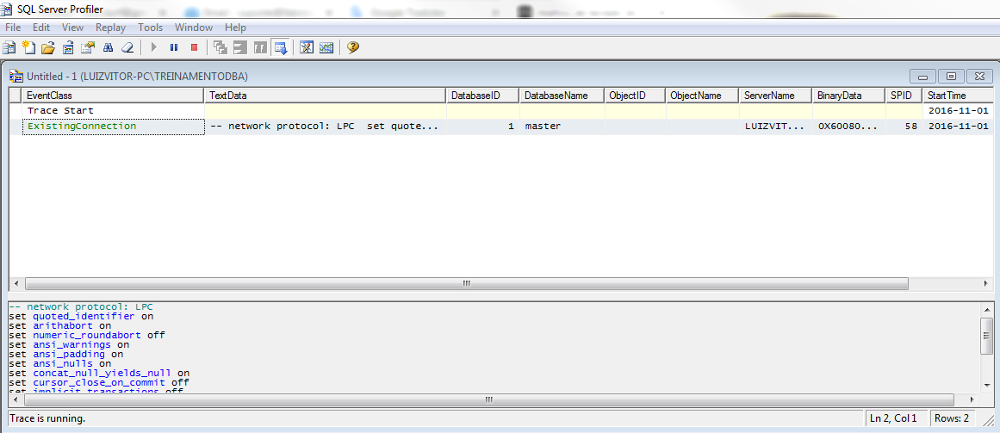 SQL Server Profiler
File Edit View Replay Tools Window Help
Untitled - 1 (LUIZVITOR-PC\TREINAMENTODBA)
EventClass TextData DatabaseID DatabaseName ObjectID ObjectName ServerName BinaryData SPID StartTime
Trace Start 2016-11-01
ExistingConnection -- network protocol: LPC set quote... 1 master LUIZVIT... 0X60080... 58 2016-11-01
-- network protocol: LPC
set quoted_identifier on
set arithabort on
set numeric_roundabort off
set ansi_warnings on
set ansi_padding on
set ansi_nulls on
set concat_null_yields_null on
set cursor_close_on_commit off
set implicit_transactions off
Trace is running. Ln 2, Col 1 Rows: 2